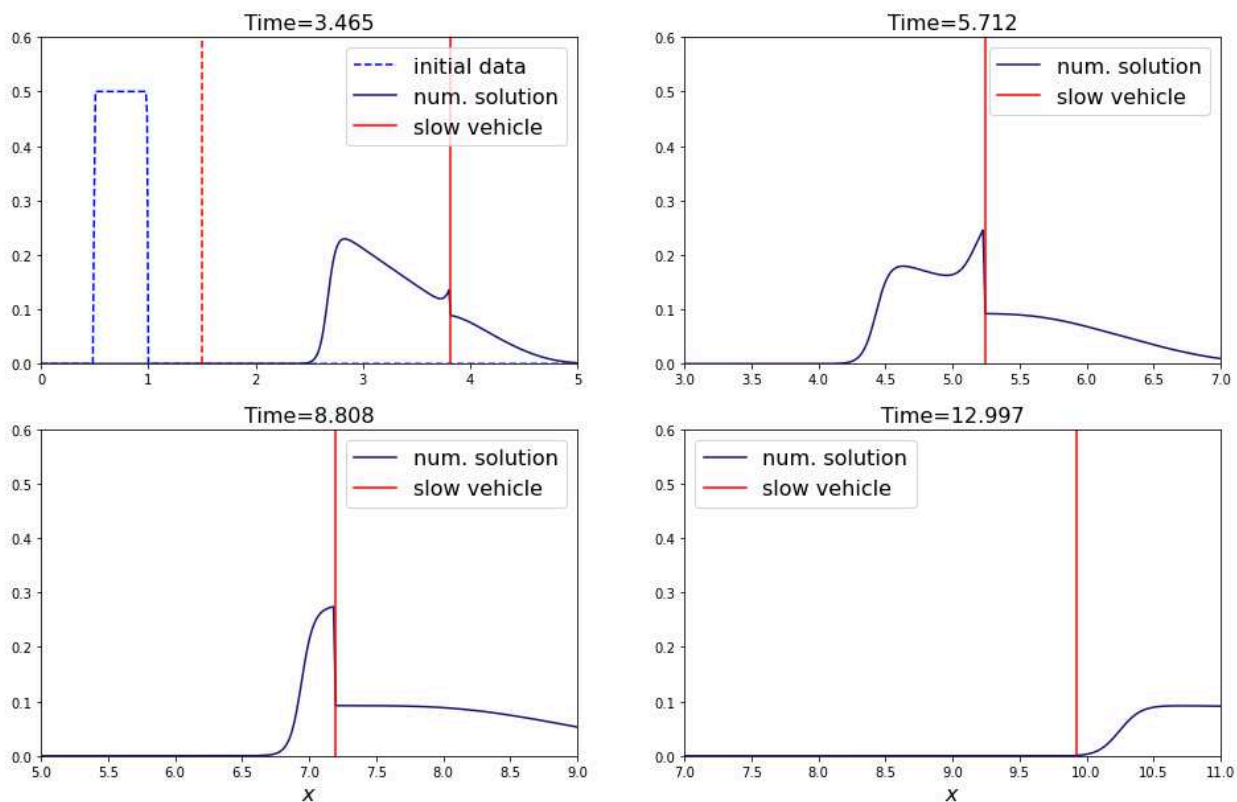 Time=3.465
0.6
0.5
0.4
0.3
0.2
0.1
0.0
0 1 2 3 4 5
initial data
num. solution
slow vehicle
Time=5.712
0.6
0.5
0.4
0.3
0.2
0.1
0.0
3.0 3.5 4.0 4.5 5.0 5.5 6.0 6.5 7.0
num. solution
slow vehicle
Time=8.808
0.6
0.5
0.4
0.3
0.2
0.1
0.0
5.0 5.5 6.0 6.5 7.0 7.5 8.0 8.5 9.0
x
num. solution
slow vehicle
Time=12.997
0.6
0.5
0.4
0.3
0.2
0.1
0.0
7.0 7.5 8.0 8.5 9.0 9.5 10.0 10.5 11.0
x
num. solution
slow vehicle